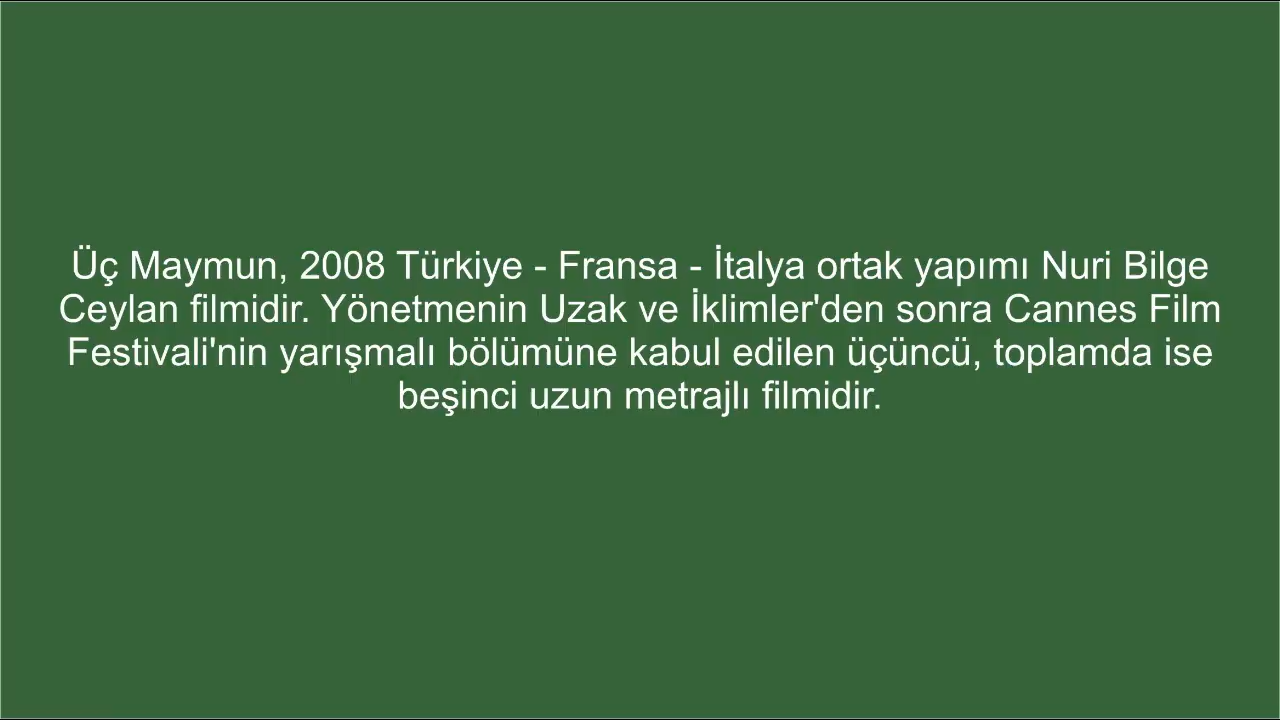 Üç Maymun, 2008 Türkiye - Fransa - İtalya ortak yapımı Nuri Bilge
Ceylan filmidir. Yönetmenin Uzak ve İklimler'den sonra Cannes Film
Festivali'nin yarışmalı bölümüne kabul edilen üçüncü, toplamda ise
beşinci uzun metrajlı filmidir.